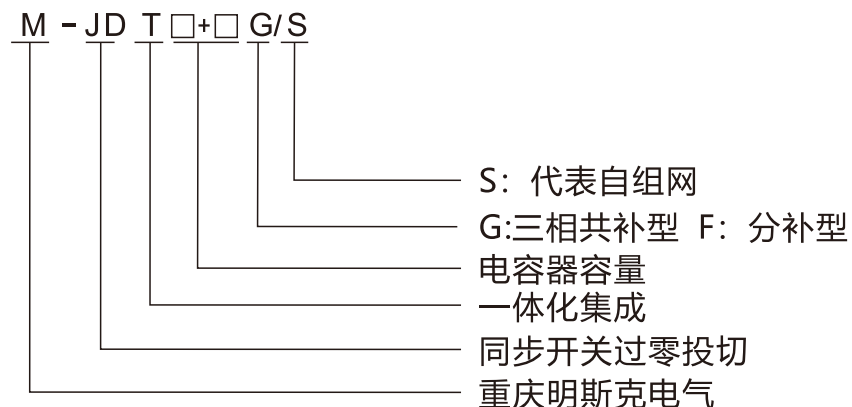 M-JDT□+□G/S
S：代表自组网
G:三相共补型 F：分补型
电容器容量
一体化集成
同步开关过零投切
重庆明斯克电气